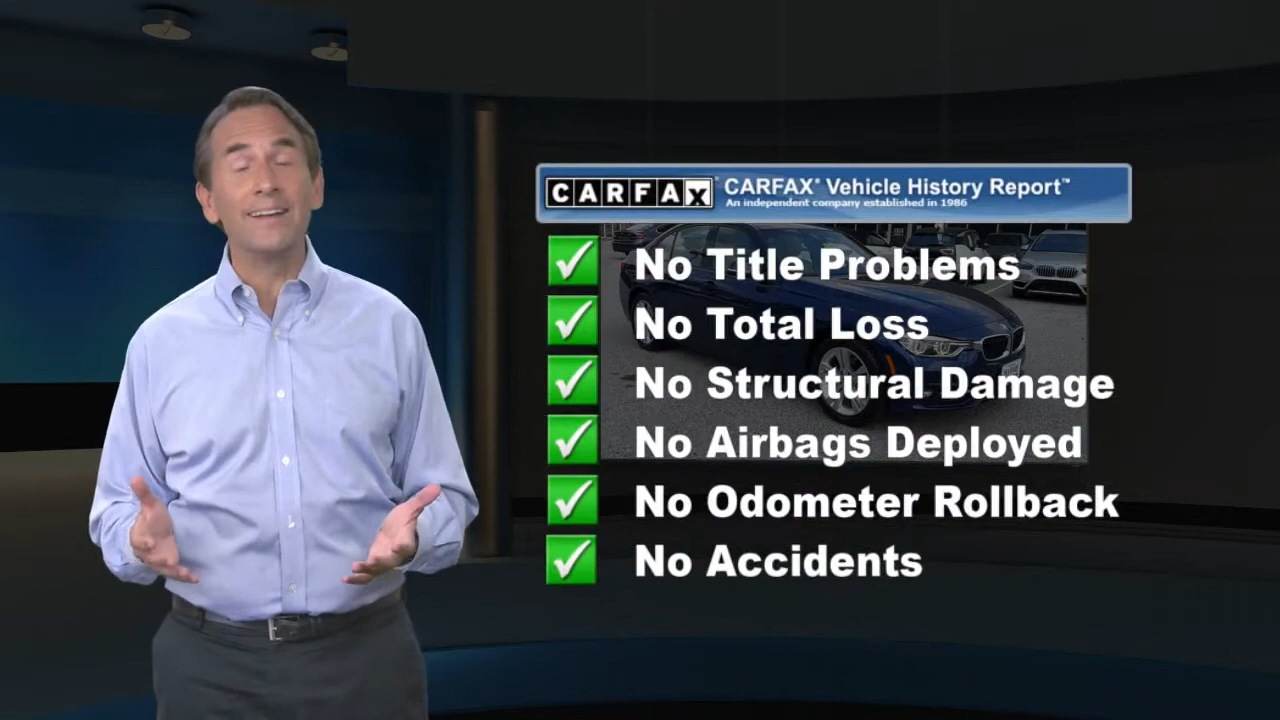 CARFAX
CARFAX® Vehicle History Report™
An independent company established in 1986
No Title Problems
No Total Loss
No Structural Damage
No Airbags Deployed
No Odometer Rollback
No Accidents